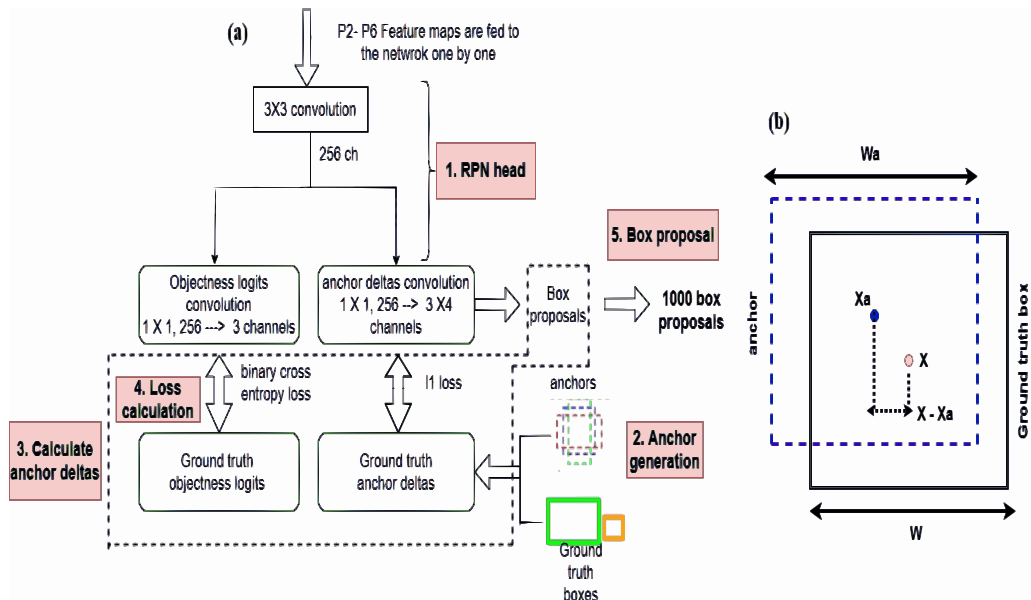 (a)
P2- P6 Feature maps are fed to
the netwrok one by one
3X3 convolution
256 ch
1. RPN head
Objectness logits
convolution
1 X 1, 256 ---> 3 channels
anchor deltas convolution
1 X 1, 256 --> 3 X4
channels
Box
proposals
5. Box proposal
1000 box
proposals
4. Loss
calculation
binary cross
entropy loss
l1 loss
3. Calculate
anchor deltas
Ground truth
objectness logits
Ground truth
anchor deltas
anchors
2. Anchor
generation
Ground
truth
boxes
(b)
Wa
anchor
Xa
X
X - Xa
Ground truth box
W